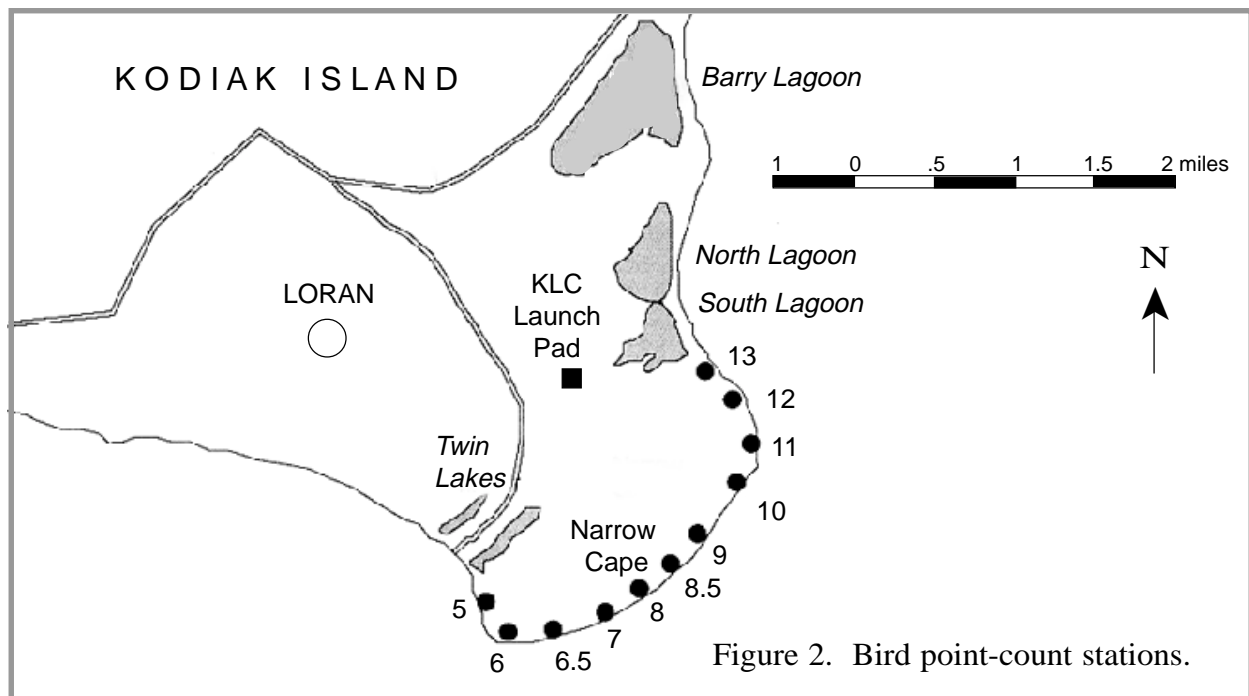 KODIAK ISLAND
Barry Lagoon
1 0 .5 1 1.5 2 miles
North Lagoon
N
LORAN
KLC
Launch
Pad
South Lagoon
13
12
11
Twin
Lakes
10
Narrow
Cape
9
8.5
8
7
6.5
6
5
Figure 2. Bird point-count stations.